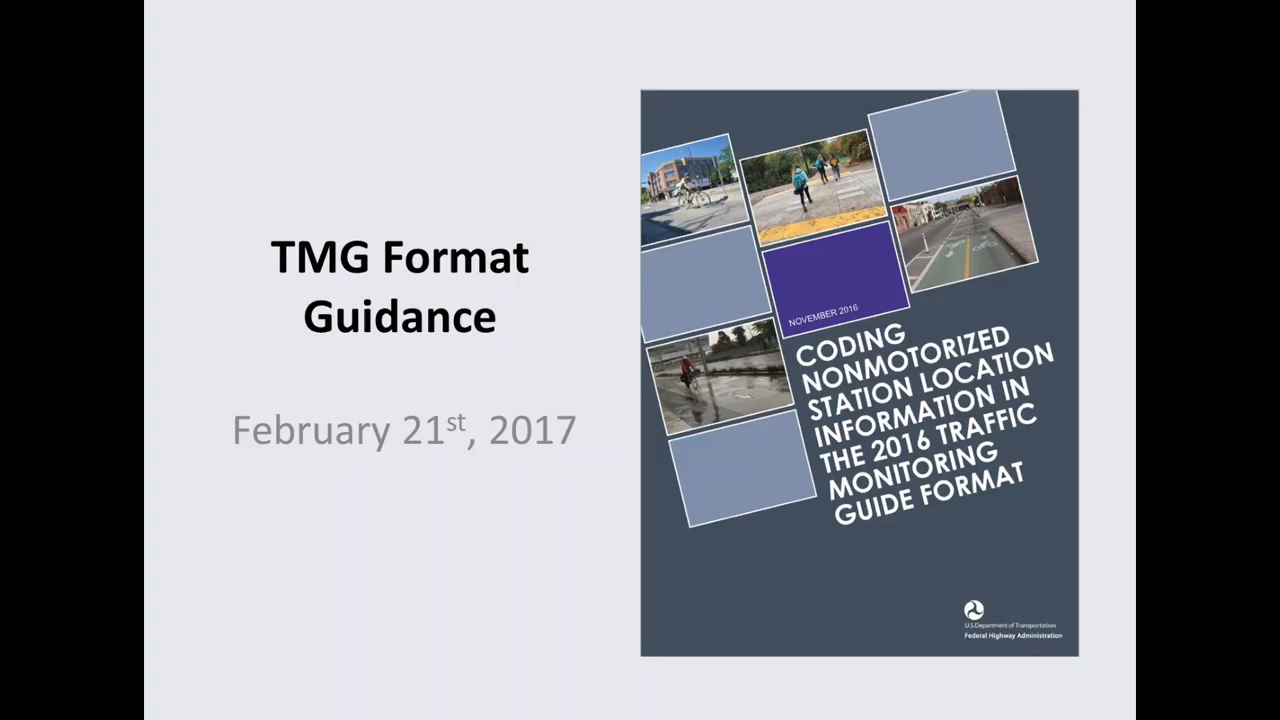 TMG Format
Guidance
February 21st, 2017
NOVEMBER 2016
CODING
NONMOTORIZED
STATION LOCATION
INFORMATION IN
THE 2016 TRAFFIC
MONITORING
GUIDE FORMAT
U.S.Department of Transportation
Federal Highway Administration